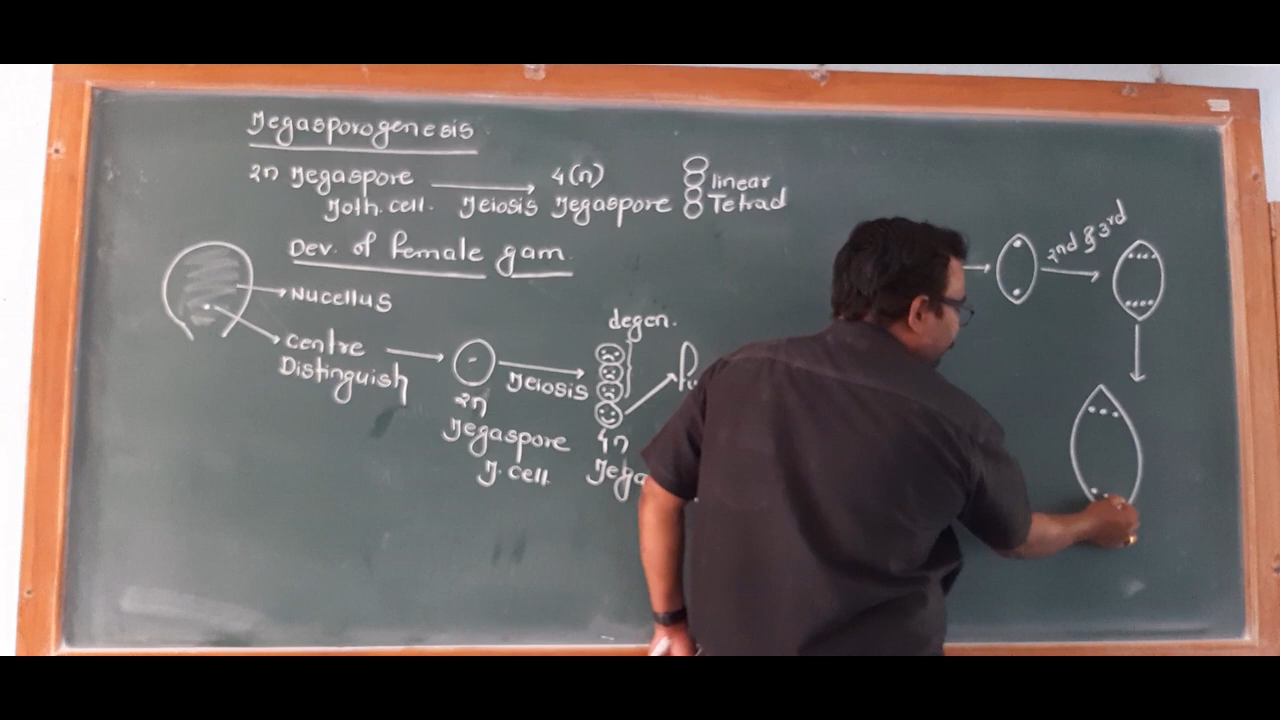 Megasporogenesis
2n Megaspore → 4(n) linear
Moth. cell. Meiosis Megaspore Tetrad
Dev. of Female gam.
2nd & 3rd
Nucellus
degen.
centre
Distinguish
Meiosis
2n
Megaspore
M. cell.
4n
Mega